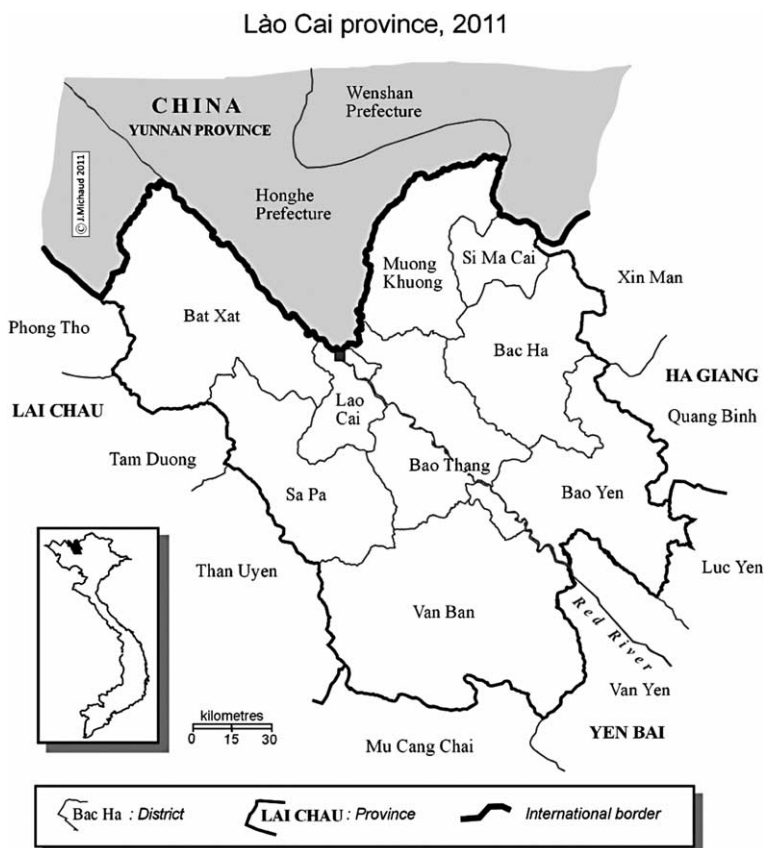 Lào Cai province, 2011
Wenshan
Prefecture
CHINA
YUNNAN PROVINCE
© J.Michaud 2011
Honghe
Prefecture
Si Ma Cai
Muong
Khuong
Xin Man
Bat Xat
Phong Tho
Bac Ha
HA GIANG
LAI CHAU
Lao
Cai
Quang Binh
Tam Duong
Bao Thang
Sa Pa
Bao Yen
Than Uyen
Luc Yen
Van Ban
Red River
Van Yen
kilometres
0 15 30
YEN BAI
Mu Cang Chai
Bac Ha : District
LAI CHAU : Province
International border